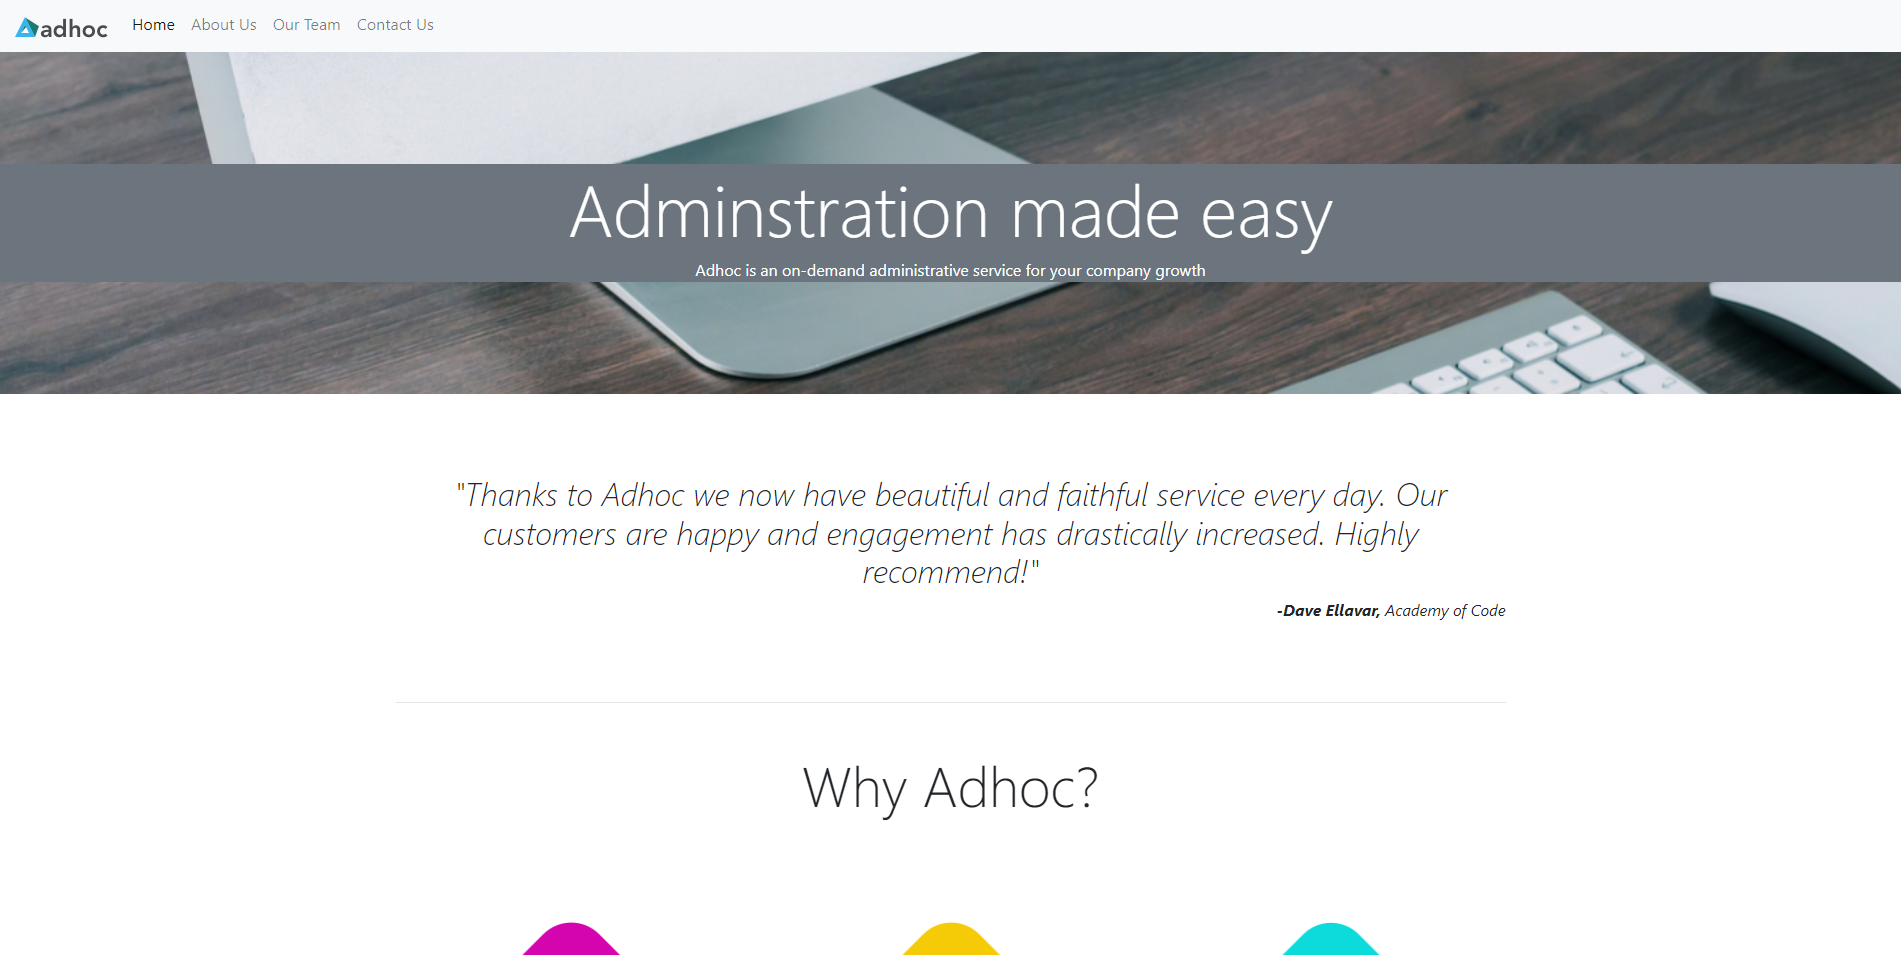 adhoc Home About Us Our Team Contact Us
Adminstration made easy
Adhoc is an on-demand administrative service for your company growth
"Thanks to Adhoc we now have beautiful and faithful service every day. Our
customers are happy and engagement has drastically increased. Highly
recommend!"
-Dave Ellavar, Academy of Code
Why Adhoc?